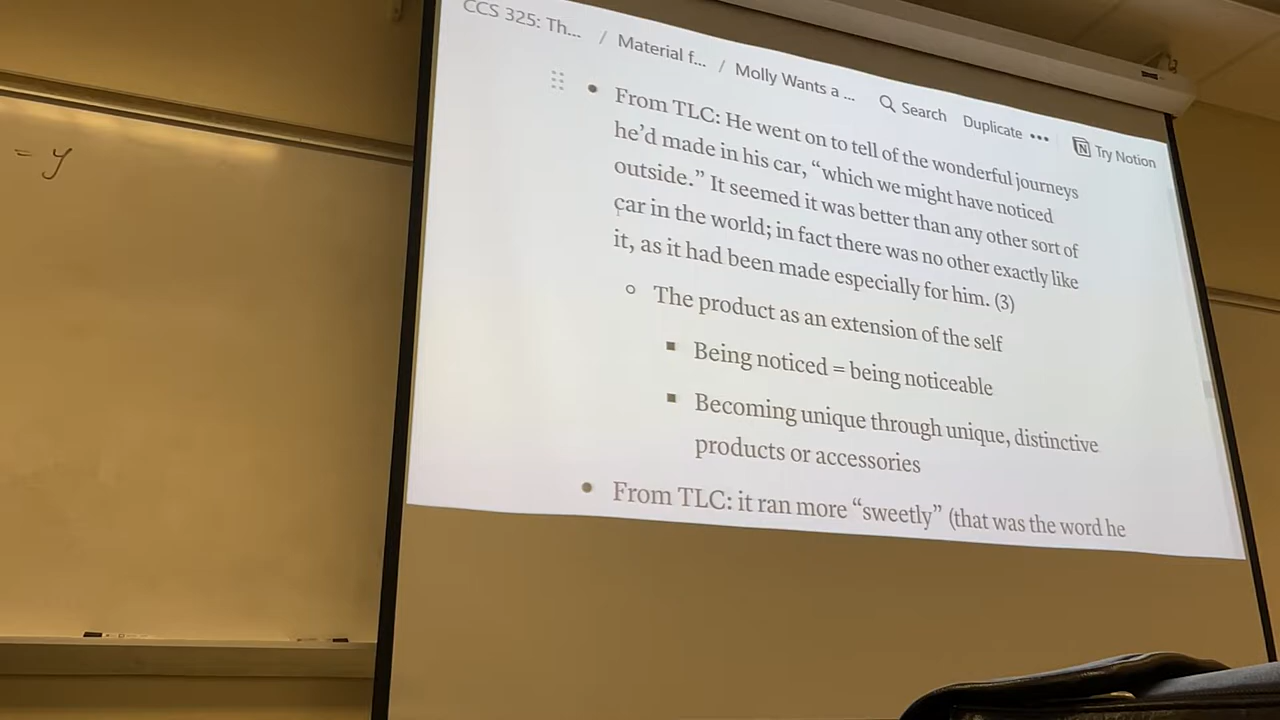 CCS 325: Th... / Material f... / Molly Wants a ... Search Duplicate ••• Try Notion
• From TLC: He went on to tell of the wonderful journeys
he’d made in his car, “which we might have noticed
outside.” It seemed it was better than any other sort of
car in the world; in fact there was no other exactly like
it, as it had been made especially for him. (3)
The product as an extension of the self
Being noticed = being noticeable
Becoming unique through unique, distinctive
products or accessories
• From TLC: it ran more “sweetly” (that was the word he
= y